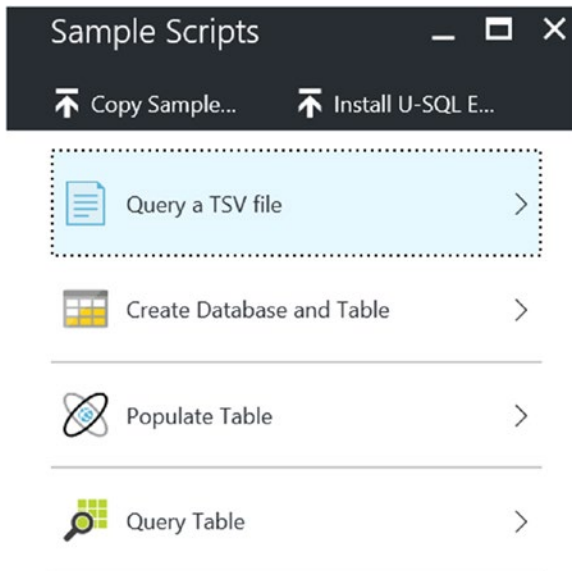 Sample Scripts
Copy Sample... Install U-SQL E...
Query a TSV file
Create Database and Table
Populate Table
Query Table